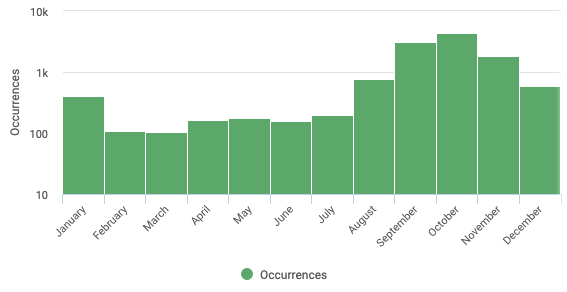 10k
1k
100
10
Occurrences
January
February
March
April
May
June
July
August
September
October
November
December
Occurrences